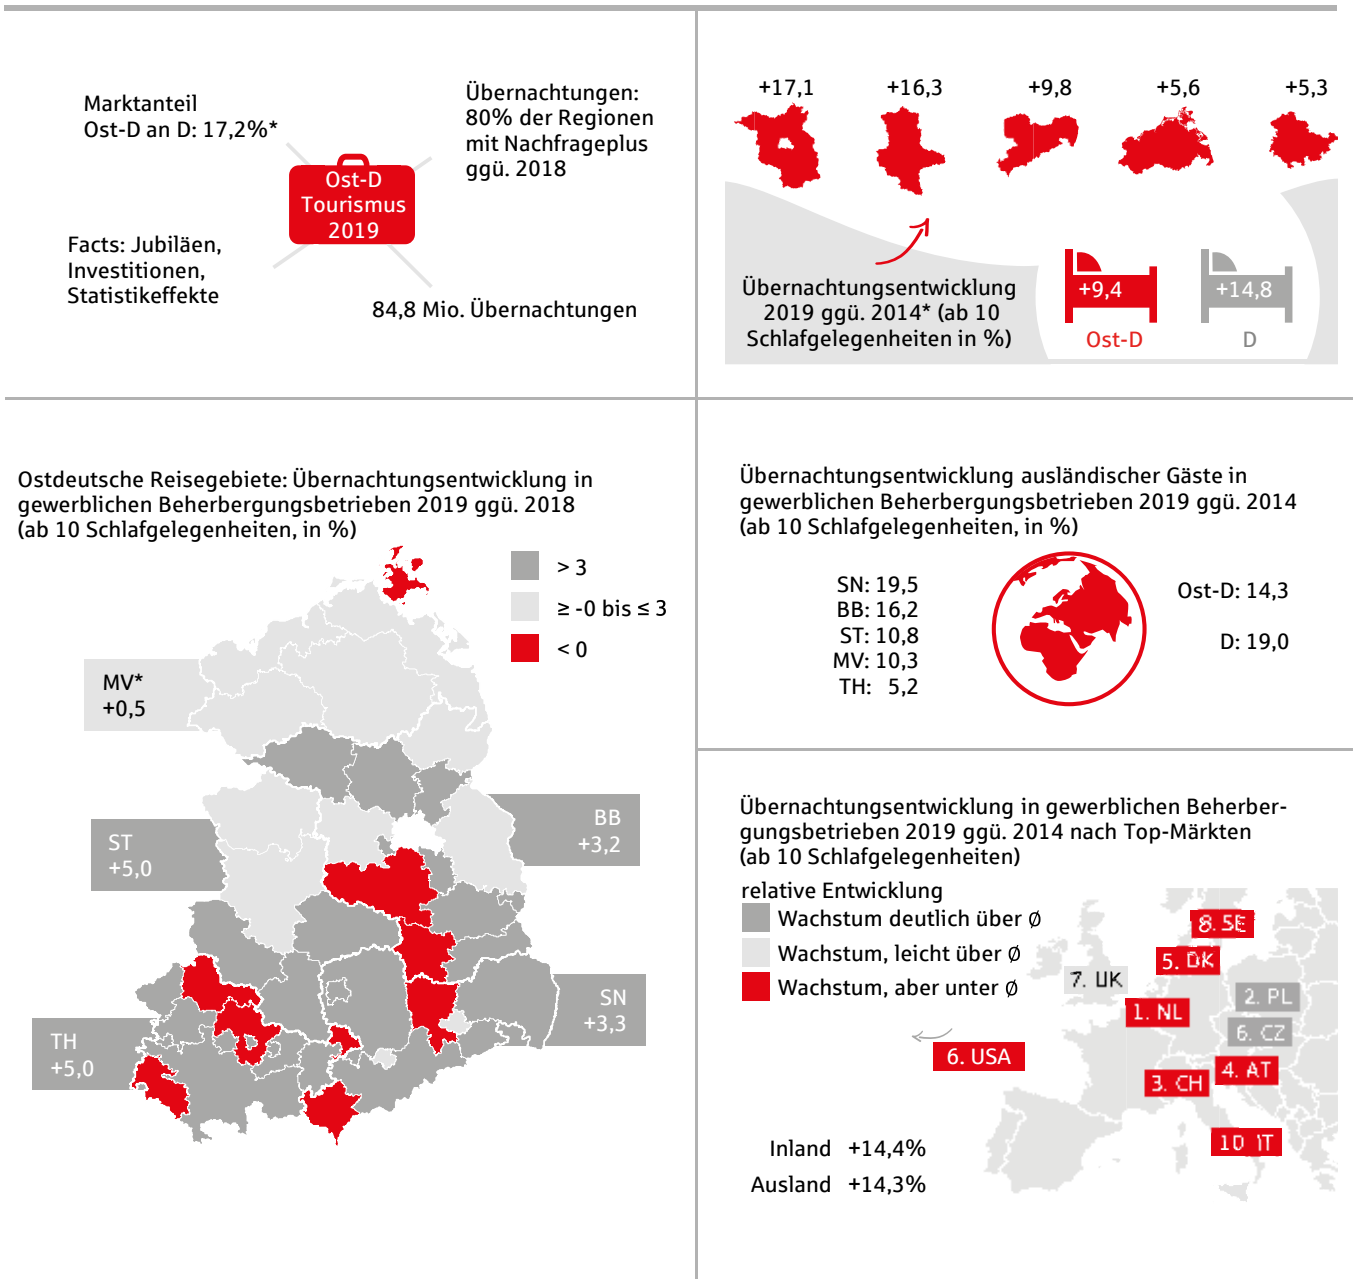 Marktanteil
Ost-D an D: 17,2%*
Übernachtungen:
80% der Regionen
mit Nachfrageplus
ggü. 2018
Ost-D
Tourismus
2019
Facts: Jubiläen,
Investitionen,
Statistikeffekte
84,8 Mio. Übernachtungen
+17,1
+16,3
+9,8
+5,6
+5,3
Übernachtungsentwicklung
2019 ggü. 2014* (ab 10
Schlafgelegenheiten in %)
+9,4
Ost-D
+14,8
D
Ostdeutsche Reisegebiete: Übernachtungsentwicklung in
gewerblichen Beherbergungsbetrieben 2019 ggü. 2018
(ab 10 Schlafgelegenheiten, in %)
> 3
≥ -0 bis ≤ 3
< 0
MV*
+0,5
ST
+5,0
BB
+3,2
SN
+3,3
TH
+5,0
Übernachtungsentwicklung ausländischer Gäste in
gewerblichen Beherbergungsbetrieben 2019 ggü. 2014
(ab 10 Schlafgelegenheiten, in %)
SN: 19,5
BB: 16,2
ST: 10,8
MV: 10,3
TH: 5,2
Ost-D: 14,3
D: 19,0
Übernachtungsentwicklung in gewerblichen Beherber-
gungsbetrieben 2019 ggü. 2014 nach Top-Märkten
(ab 10 Schlafgelegenheiten)
relative Entwicklung
Wachstum deutlich über Ø
Wachstum, leicht über Ø
Wachstum, aber unter Ø
8. SE
5. DK
7. UK
2. PL
1. NL
6. CZ
6. USA
4. AT
3. CH
10 IT
Inland +14,4%
Ausland +14,3%